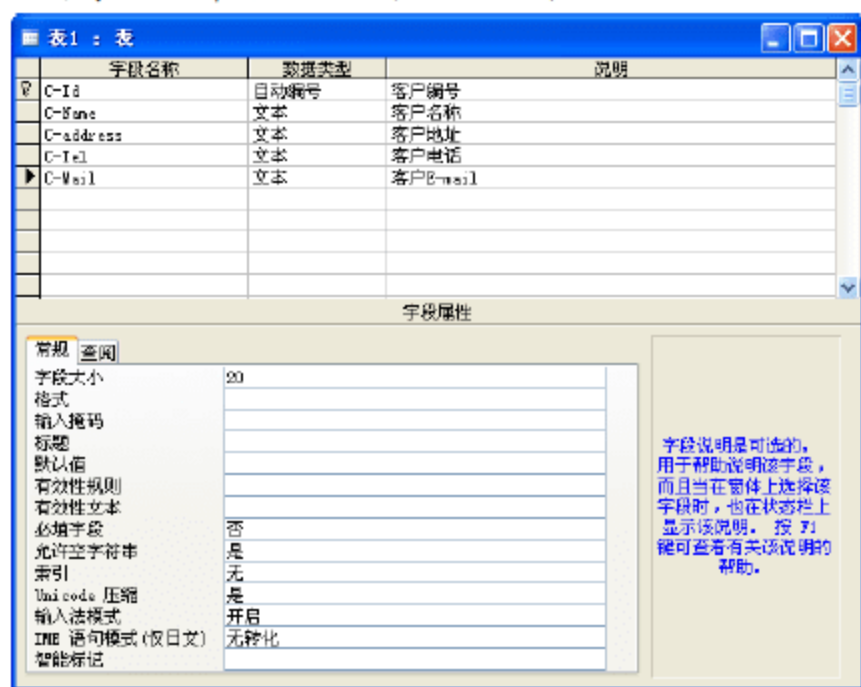 表1 : 表
字段名称 数据类型 说明
C-Id 自动编号 客户编号
C-Name 文本 客户名称
C-address 文本 客户地址
C-Tel 文本 客户电话
C-Mail 文本 客户E-mail
字段属性
常规 查阅
字段大小 20
格式
输入掩码
标题
默认值
有效性规则
有效性文本
必填字段 否
允许空字符串 是
索引 无
Unicode 压缩 是
输入法模式 开启
IME 语句模式(仅日文) 无转化
智能标记
字段说明是可选的。
用于帮助说明该字段，
而且当在窗体上选择该
字段时，也在状态栏上
显示该说明。 按 F1
键可查看有关该说明的
帮助。